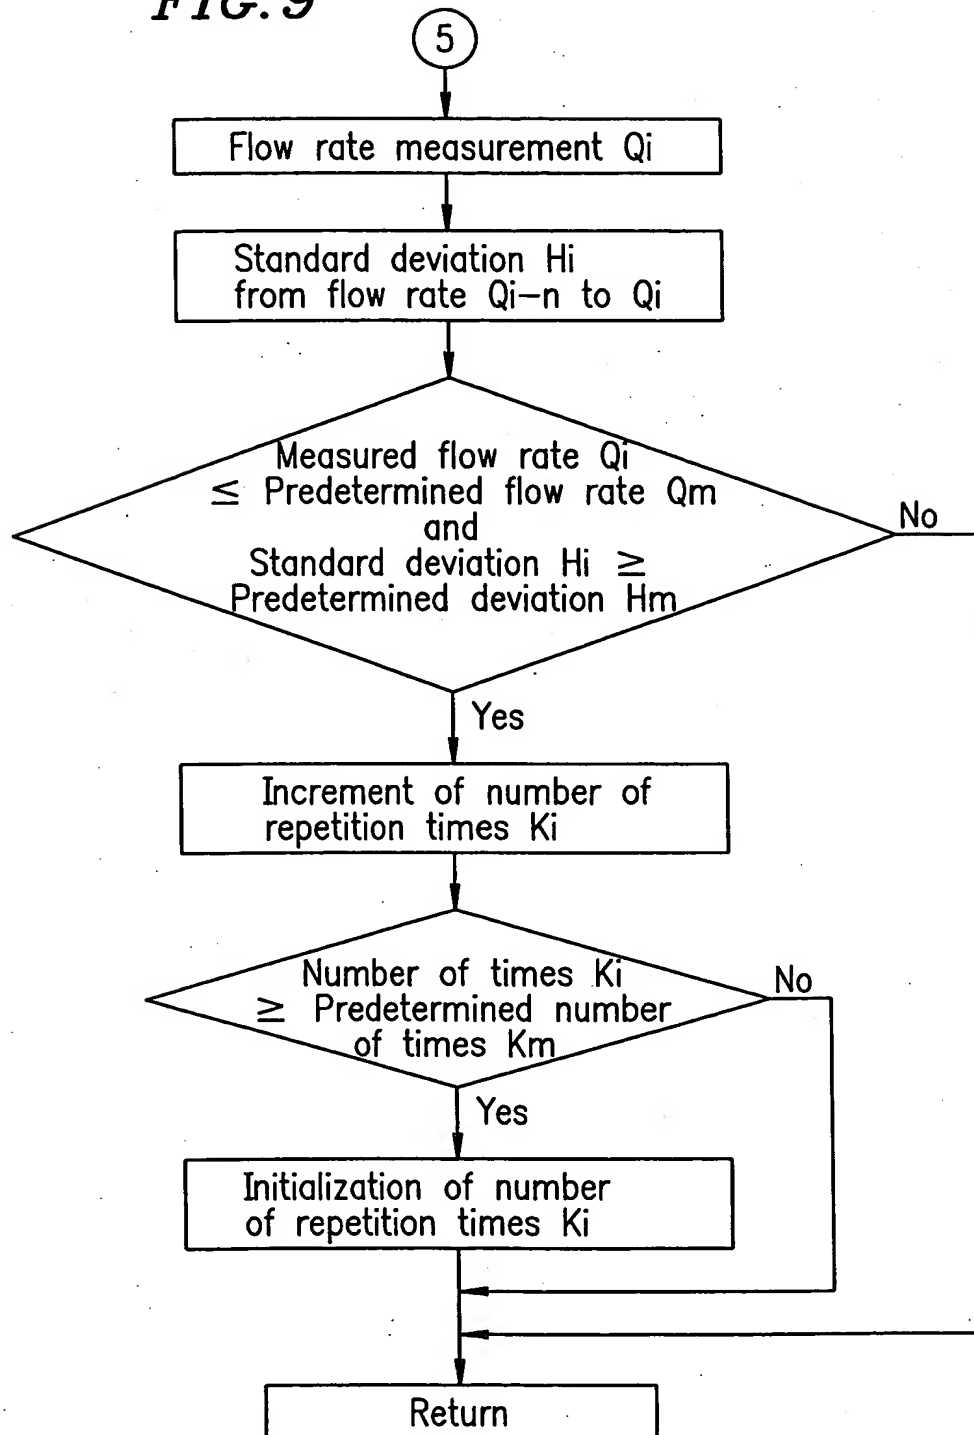 FIG. 9
5
Flow rate measurement Qi
Standard deviation Hi
from flow rate Qi-n to Qi
Measured flow rate Qi
≤ Predetermined flow rate Qm
and
Standard deviation Hi ≥
Predetermined deviation Hm
No
Yes
Increment of number of
repetition times Ki
Number of times Ki
≥ Predetermined number
of times Km
No
Yes
Initialization of number
of repetition times Ki
Return